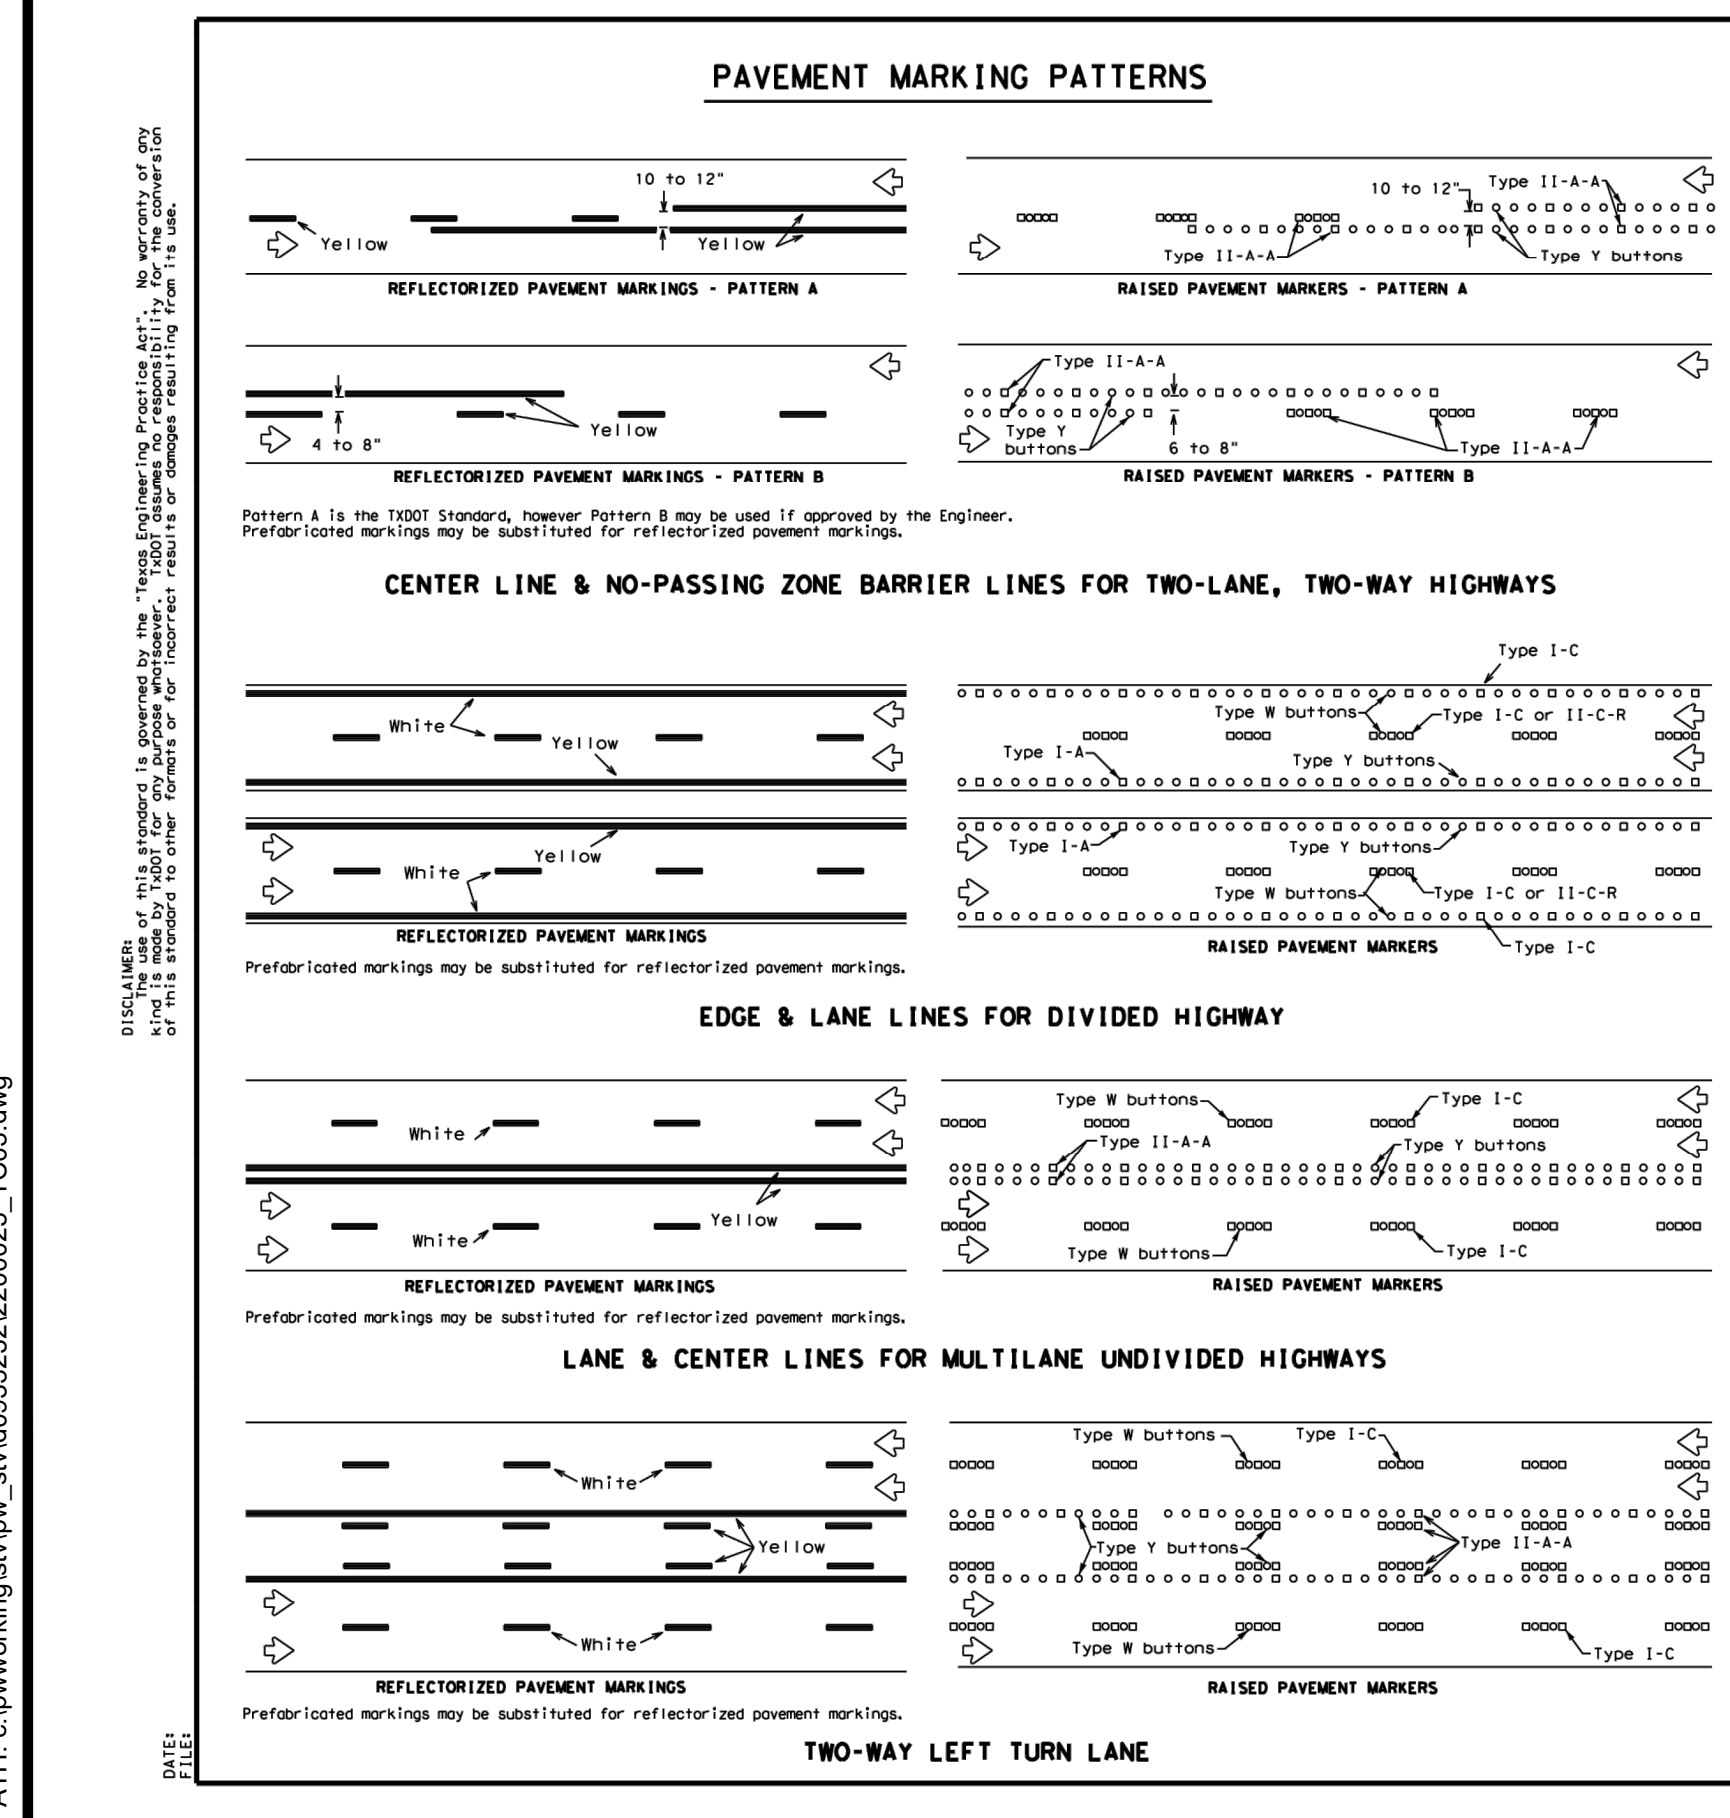 PAVEMENT MARKING PATTERNS
10 to 12"
Yellow
Yellow
REFLECTORIZED PAVEMENT MARKINGS - PATTERN A
10 to 12"
Type II-A-A
Type II-A-A
Type Y buttons
RAISED PAVEMENT MARKERS - PATTERN A
Yellow
4 to 8"
REFLECTORIZED PAVEMENT MARKINGS - PATTERN B
Type II-A-A
Type Y
buttons
6 to 8"
Type II-A-A
RAISED PAVEMENT MARKERS - PATTERN B
Pattern A is the TXDOT Standard, however Pattern B may be used if approved by the Engineer.
Prefabricated markings may be substituted for reflectorized pavement markings.
CENTER LINE & NO-PASSING ZONE BARRIER LINES FOR TWO-LANE, TWO-WAY HIGHWAYS
White
Yellow
Yellow
White
REFLECTORIZED PAVEMENT MARKINGS
Type I-C
Type W buttons
Type I-C or II-C-R
Type I-A
Type Y buttons
Type I-A
Type Y buttons
Type W buttons
Type I-C or II-C-R
RAISED PAVEMENT MARKERS
Type I-C
Prefabricated markings may be substituted for reflectorized pavement markings.
EDGE & LANE LINES FOR DIVIDED HIGHWAY
White
Yellow
White
REFLECTORIZED PAVEMENT MARKINGS
Type W buttons
Type I-C
Type II-A-A
Type Y buttons
Type W buttons
Type I-C
RAISED PAVEMENT MARKERS
Prefabricated markings may be substituted for reflectorized pavement markings.
LANE & CENTER LINES FOR MULTILANE UNDIVIDED HIGHWAYS
White
Yellow
White
REFLECTORIZED PAVEMENT MARKINGS
Type W buttons
Type I-C
Type Y buttons
Type II-A-A
Type W buttons
Type I-C
RAISED PAVEMENT MARKERS
Prefabricated markings may be substituted for reflectorized pavement markings.
TWO-WAY LEFT TURN LANE
DISCLAIMER:
The use of this standard is governed by the "Texas Engineering Practice Act". No warranty of any
kind is made by TxDOT for any purpose whatsoever. TxDOT assumes no responsibility for the conversion
of this standard to other formats or for incorrect results or damages resulting from its use.
DATE:
FILE: